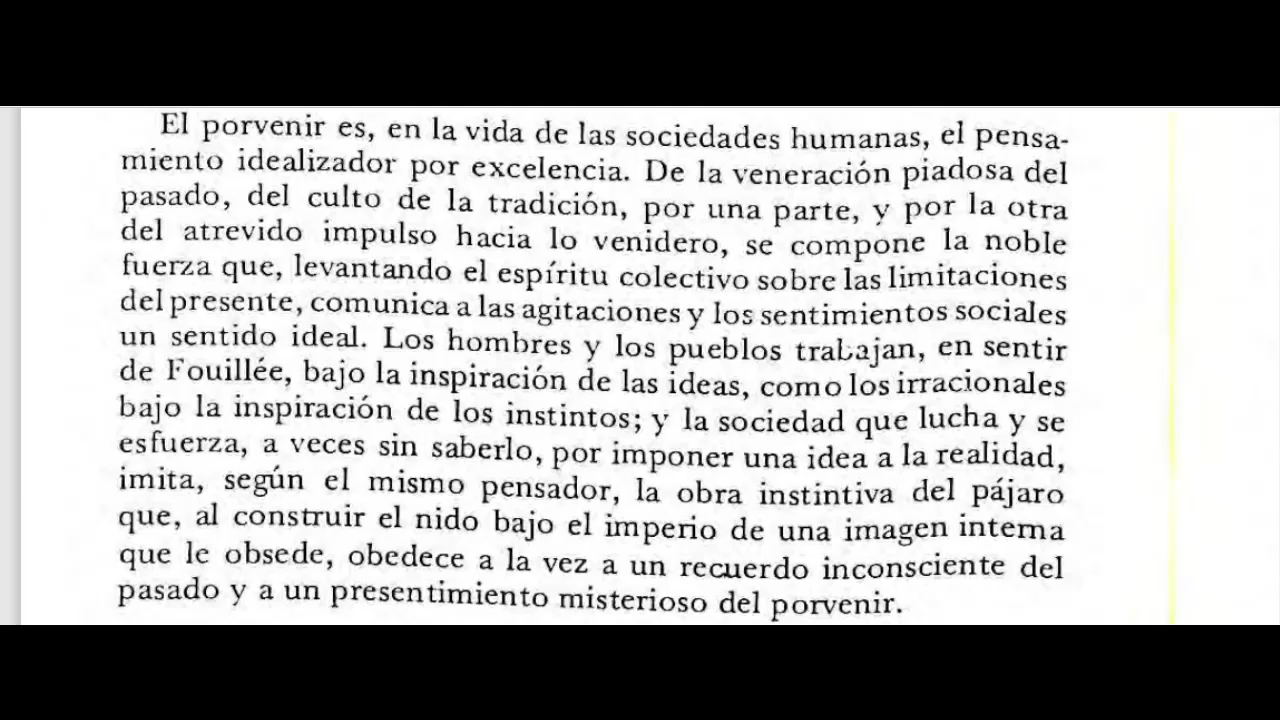 El porvenir es, en la vida de las sociedades humanas, el pensa-
miento idealizador por excelencia. De la veneración piadosa del
pasado, del culto de la tradición, por una parte, y por la otra
del atrevido impulso hacia lo venidero, se compone la noble
fuerza que, levantando el espíritu colectivo sobre las limitaciones
del presente, comunica a las agitaciones y los sentimientos sociales
un sentido ideal. Los hombres y los pueblos trabajan, en sentir
de Fouillée, bajo la inspiración de las ideas, como los irracionales
bajo la inspiración de los instintos; y la sociedad que lucha y se
esfuerza, a veces sin saberlo, por imponer una idea a la realidad,
imita, según el mismo pensador, la obra instintiva del pájaro
que, al construir el nido bajo el imperio de una imagen interna
que le obsede, obedece a la vez a un recuerdo inconsciente del
pasado y a un presentimiento misterioso del porvenir.